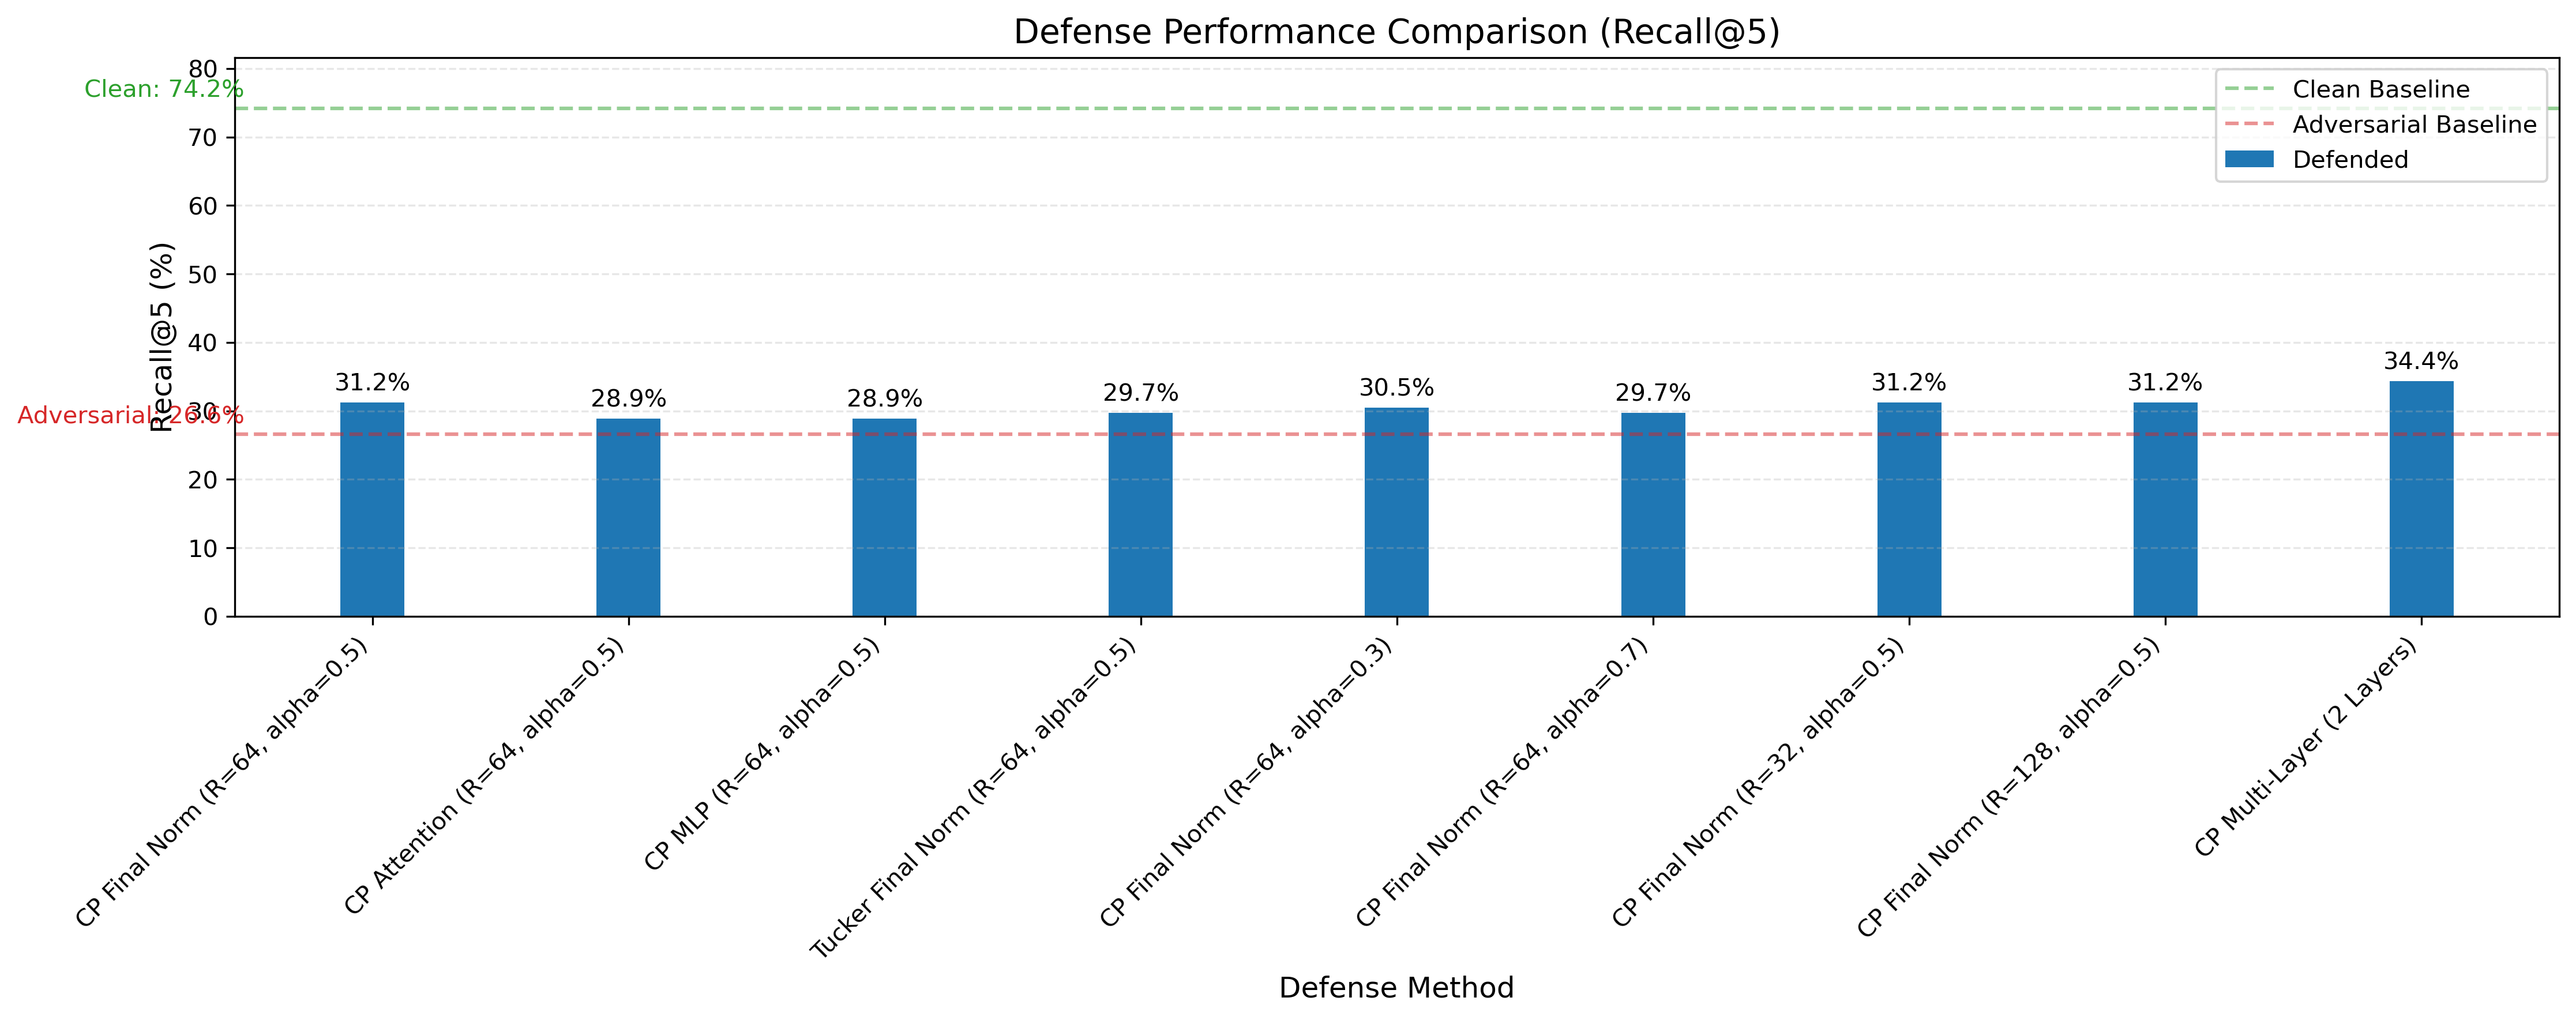 Defense Performance Comparison (Recall@5)
80
Clean: 74.2%
70
60
50
40
Adversarial: 26.6%
30
20
10
0
Recall@5 (%)
Clean Baseline
Adversarial Baseline
Defended
31.2%
28.9%
28.9%
29.7%
30.5%
29.7%
31.2%
31.2%
34.4%
CP Final Norm (R=64, alpha=0.5)
CP Attention (R=64, alpha=0.5)
CP MLP (R=64, alpha=0.5)
Tucker Final Norm (R=64, alpha=0.5)
CP Final Norm (R=64, alpha=0.3)
CP Final Norm (R=64, alpha=0.7)
CP Final Norm (R=32, alpha=0.5)
CP Final Norm (R=128, alpha=0.5)
CP Multi-Layer (2 Layers)
Defense Method